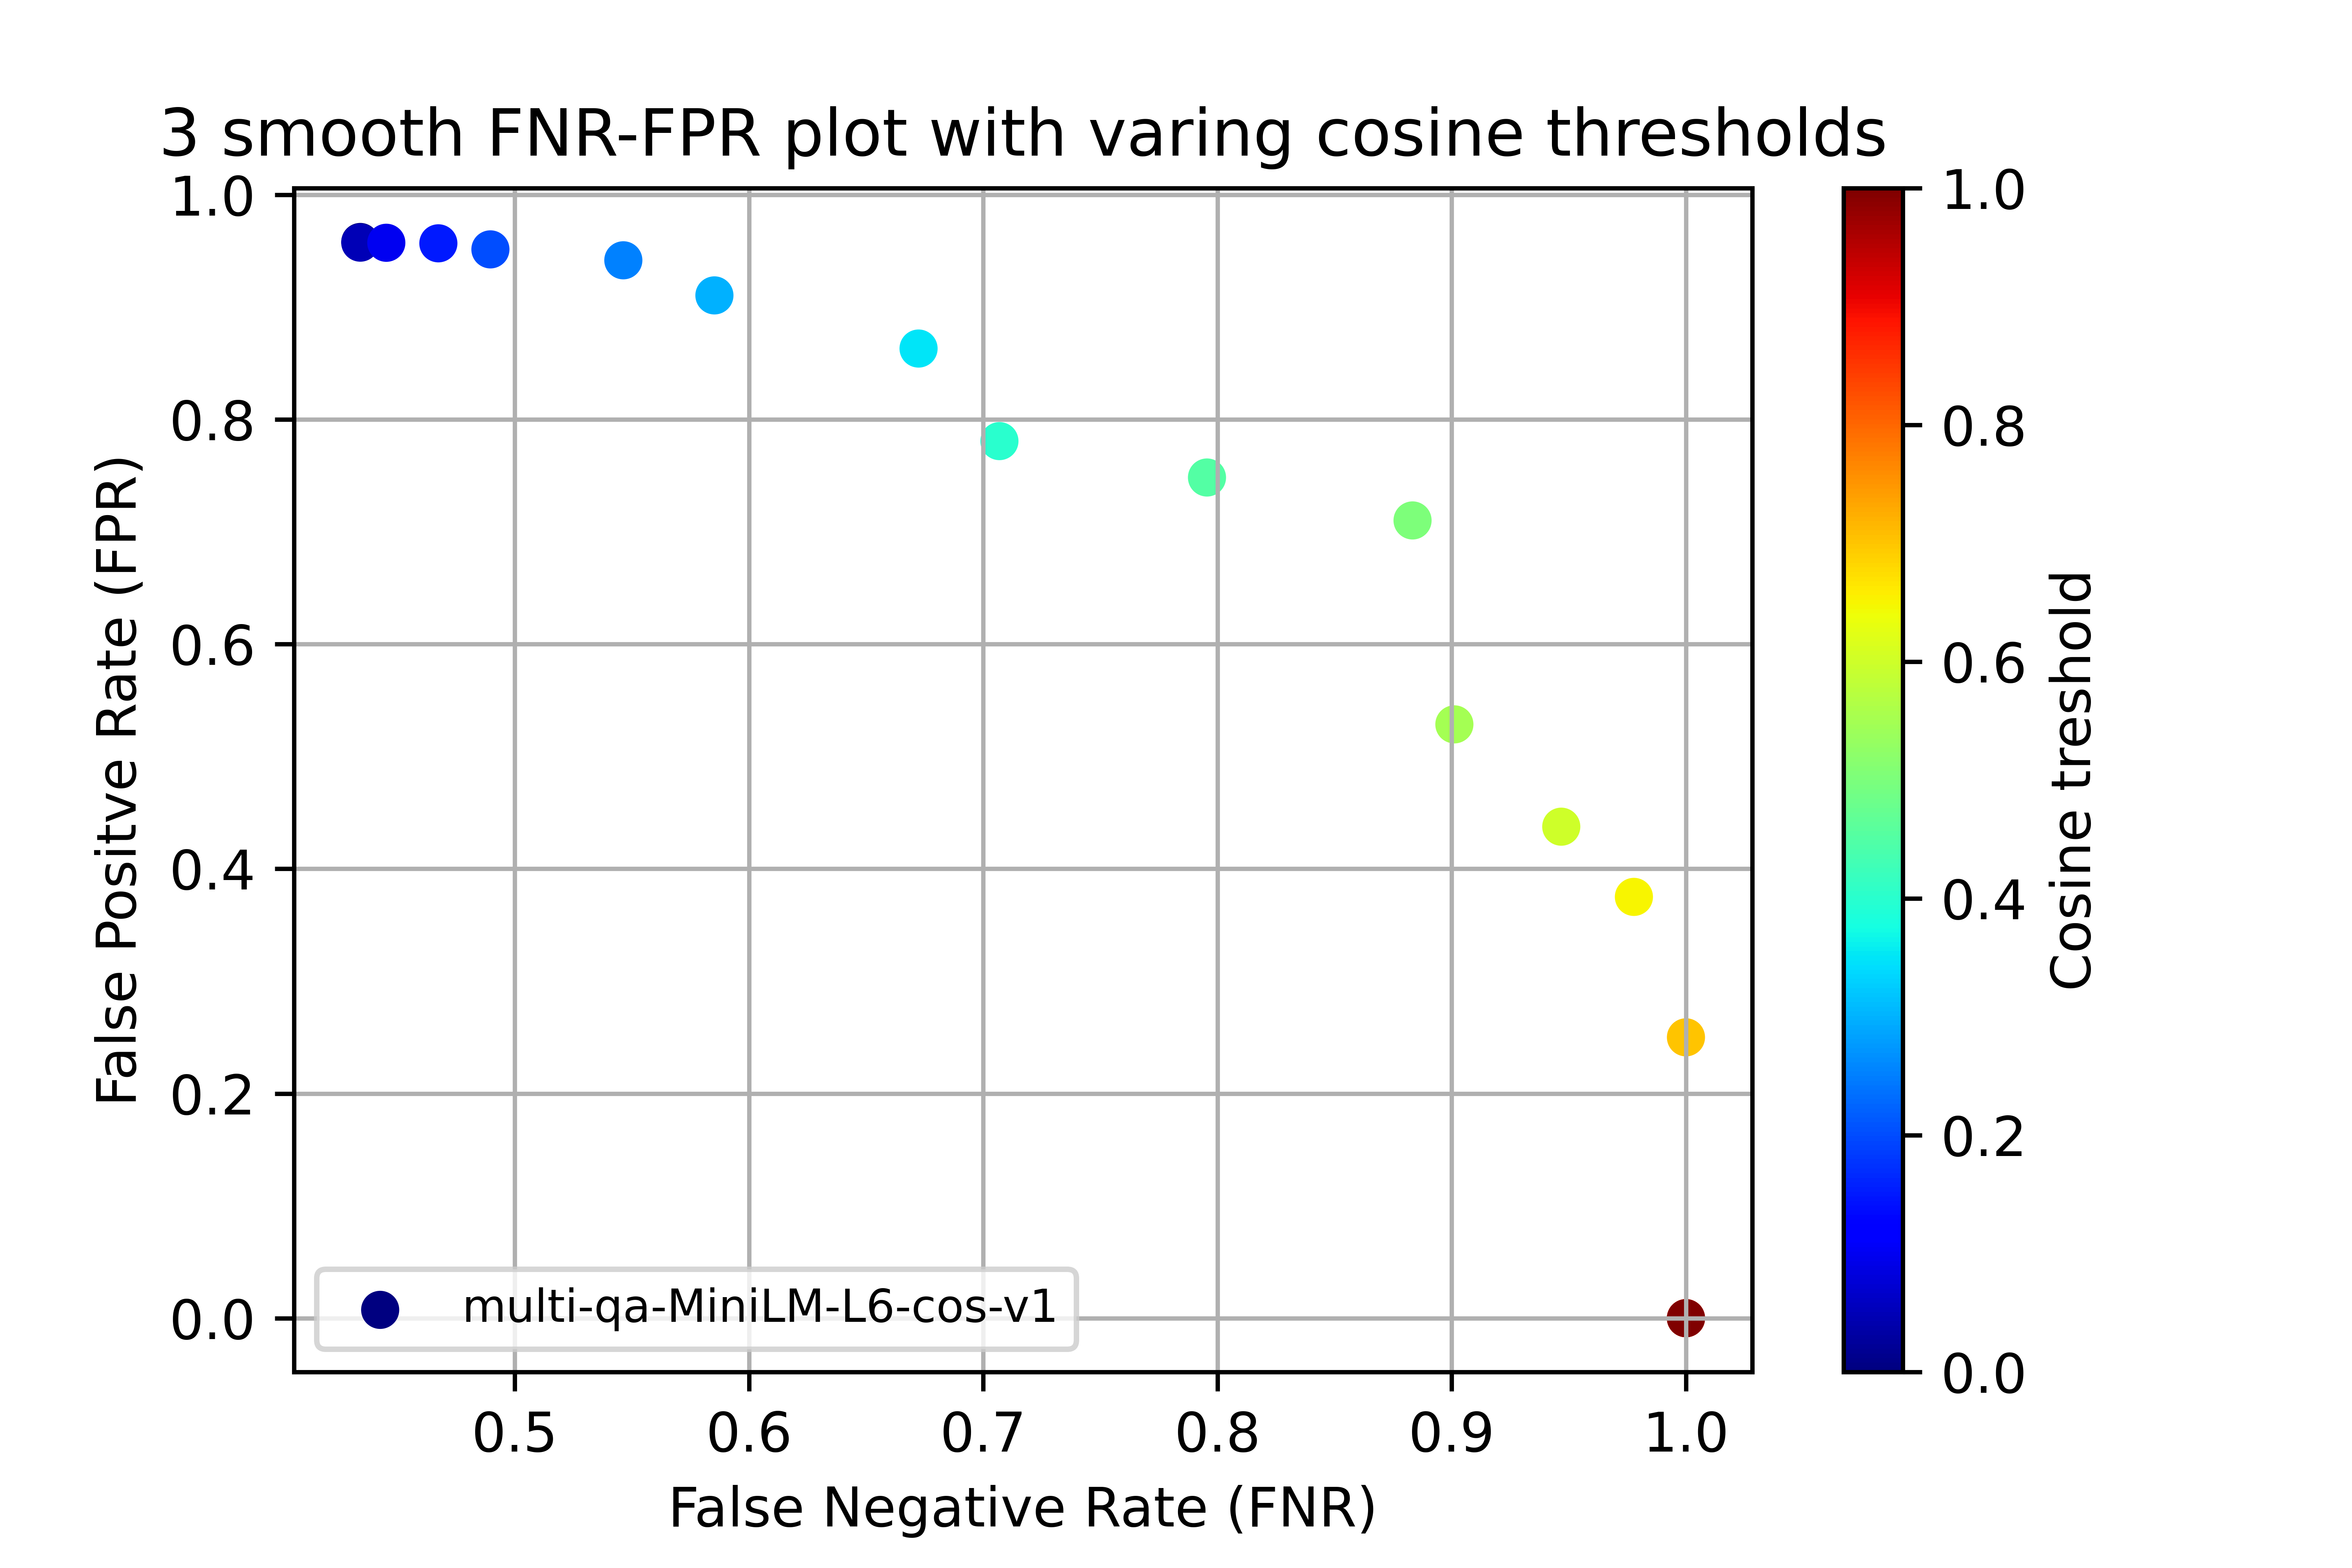 3 smooth FNR-FPR plot with varing cosine thresholds
1.0
0.8
0.6
0.4
0.2
0.0
False Positve Rate (FPR)
0.5 0.6 0.7 0.8 0.9 1.0
False Negative Rate (FNR)
multi-qa-MiniLM-L6-cos-v1
1.0
0.8
0.6
0.4
0.2
0.0
Cosine treshold